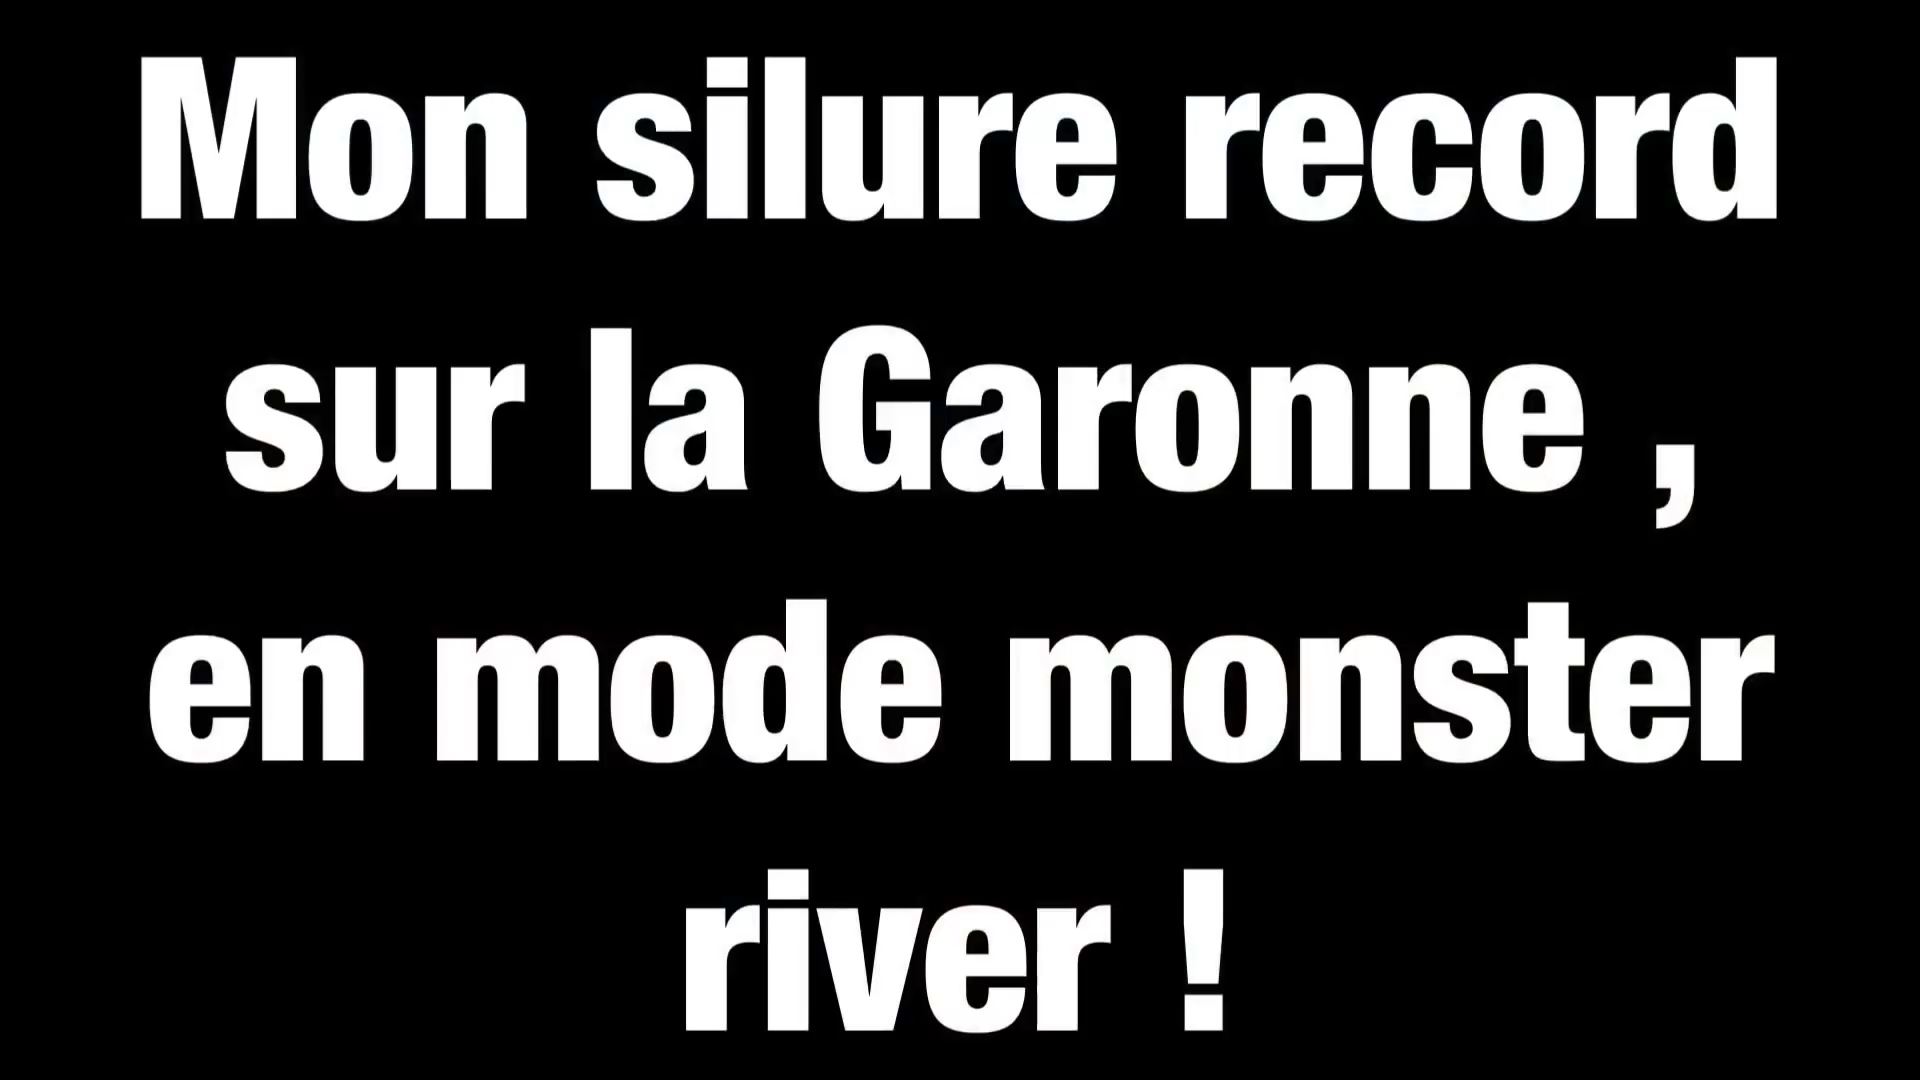 Mon silure record
sur la Garonne ,
en mode monster
river !